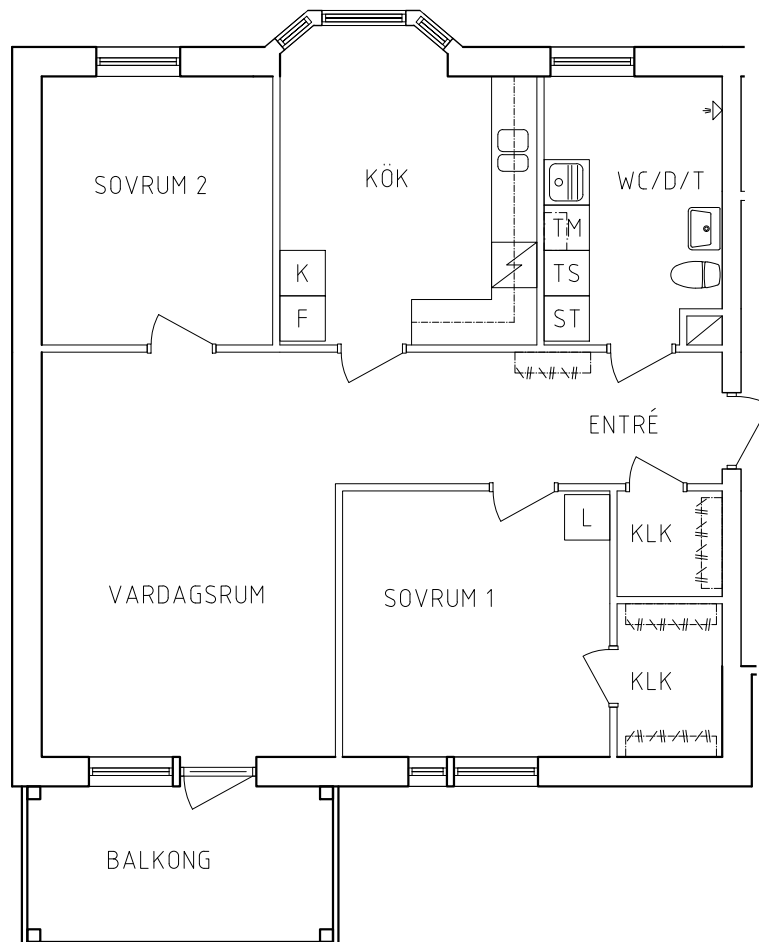 SOVRUM 2
KÖK
WC/D/T
TM
K
TS
F
ST
ENTRÉ
L
KLK
VARDAGSRUM
SOVRUM 1
KLK
BALKONG